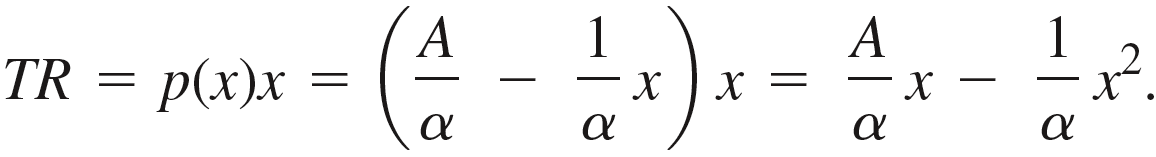 TR = p(x)x = (A/α − 1/α x) x = A/α x − 1/α x².